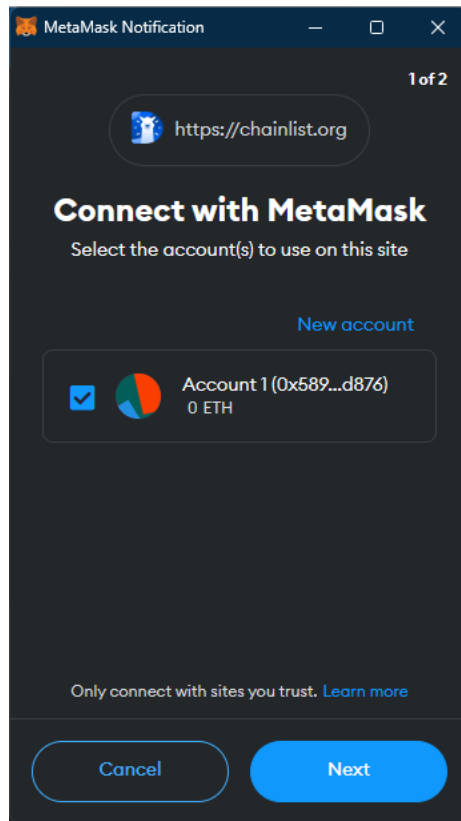 MetaMask Notification
1 of 2
https://chainlist.org
Connect with MetaMask
Select the account(s) to use on this site
New account
Account 1 (0x589...d876)
0 ETH
Only connect with sites you trust. Learn more
Cancel
Next